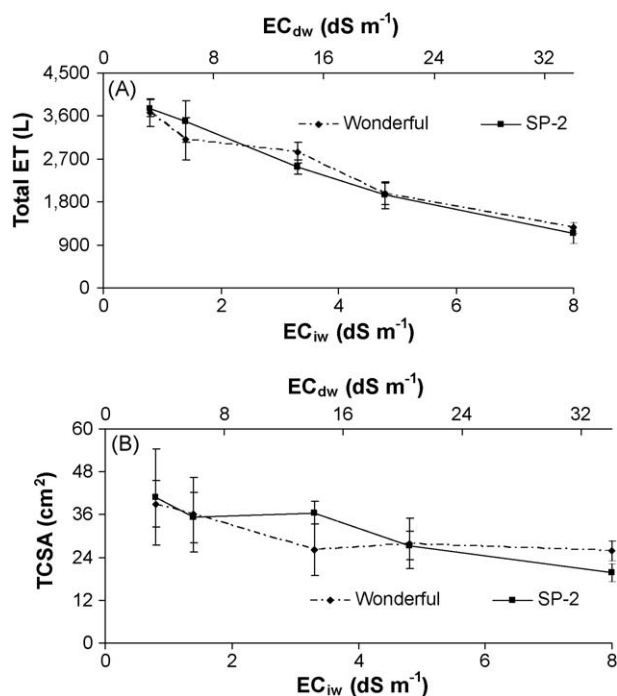 EC_dw (dS m⁻¹)
0 8 16 24 32
4,500
(A)
3,600
Wonderful SP-2
2,700
Total ET (L)
1,800
900
0
0 2 4 6 8
EC_iw (dS m⁻¹)
EC_dw (dS m⁻¹)
0 8 16 24 32
60
(B)
48
36
TCSA (cm²)
24
12
Wonderful SP-2
0
0 2 4 6 8
EC_iw (dS m⁻¹)